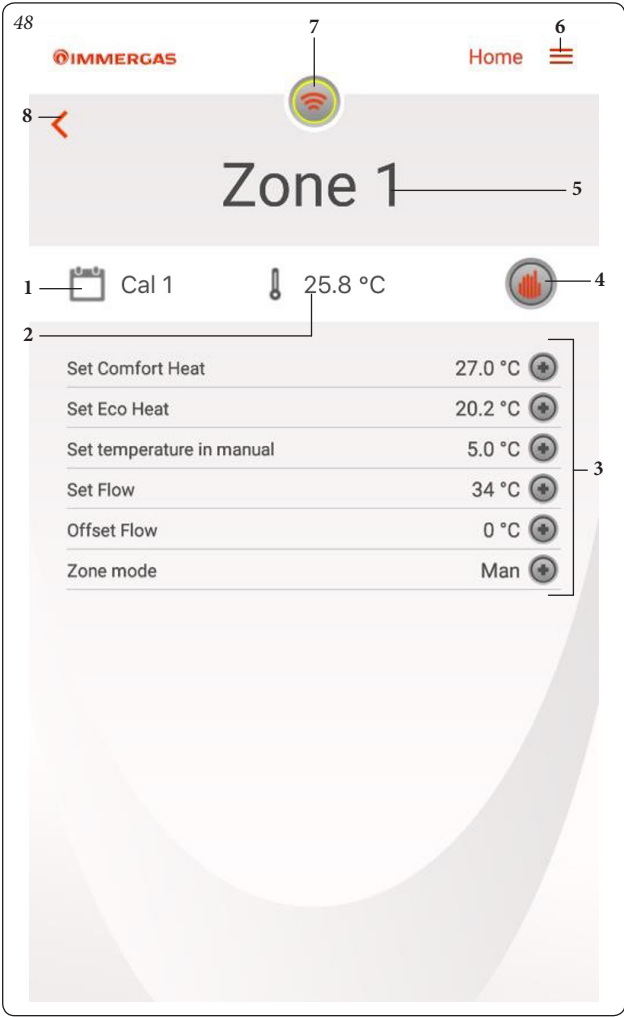 48
7
6
IMMERGAS
Home
8
Zone 1
5
1
Cal 1
25.8 °C
4
2
Set Comfort Heat 27.0 °C
Set Eco Heat 20.2 °C
Set temperature in manual 5.0 °C
3
Set Flow 34 °C
Offset Flow 0 °C
Zone mode Man